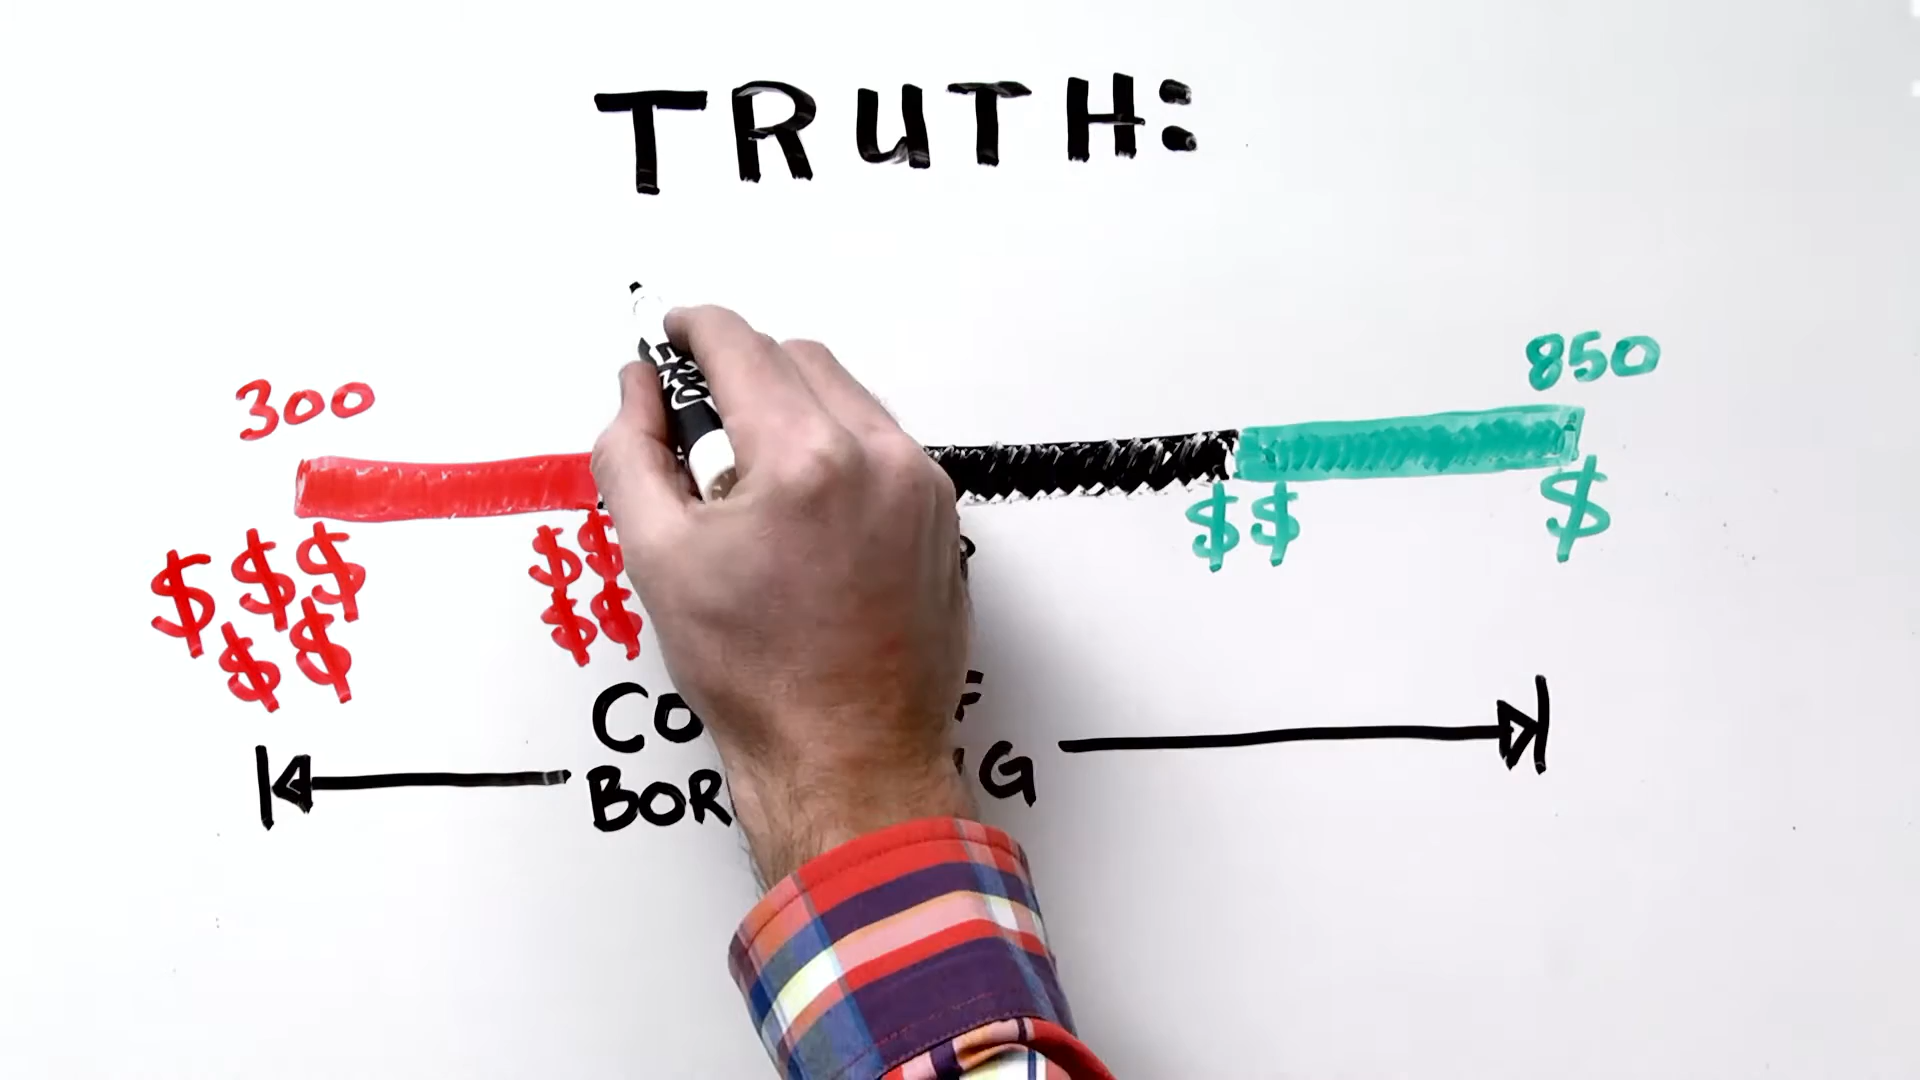 TRUTH:
300
850
$ $ $ $ $ $ $ $
$ $ $ $
CO
BOR G